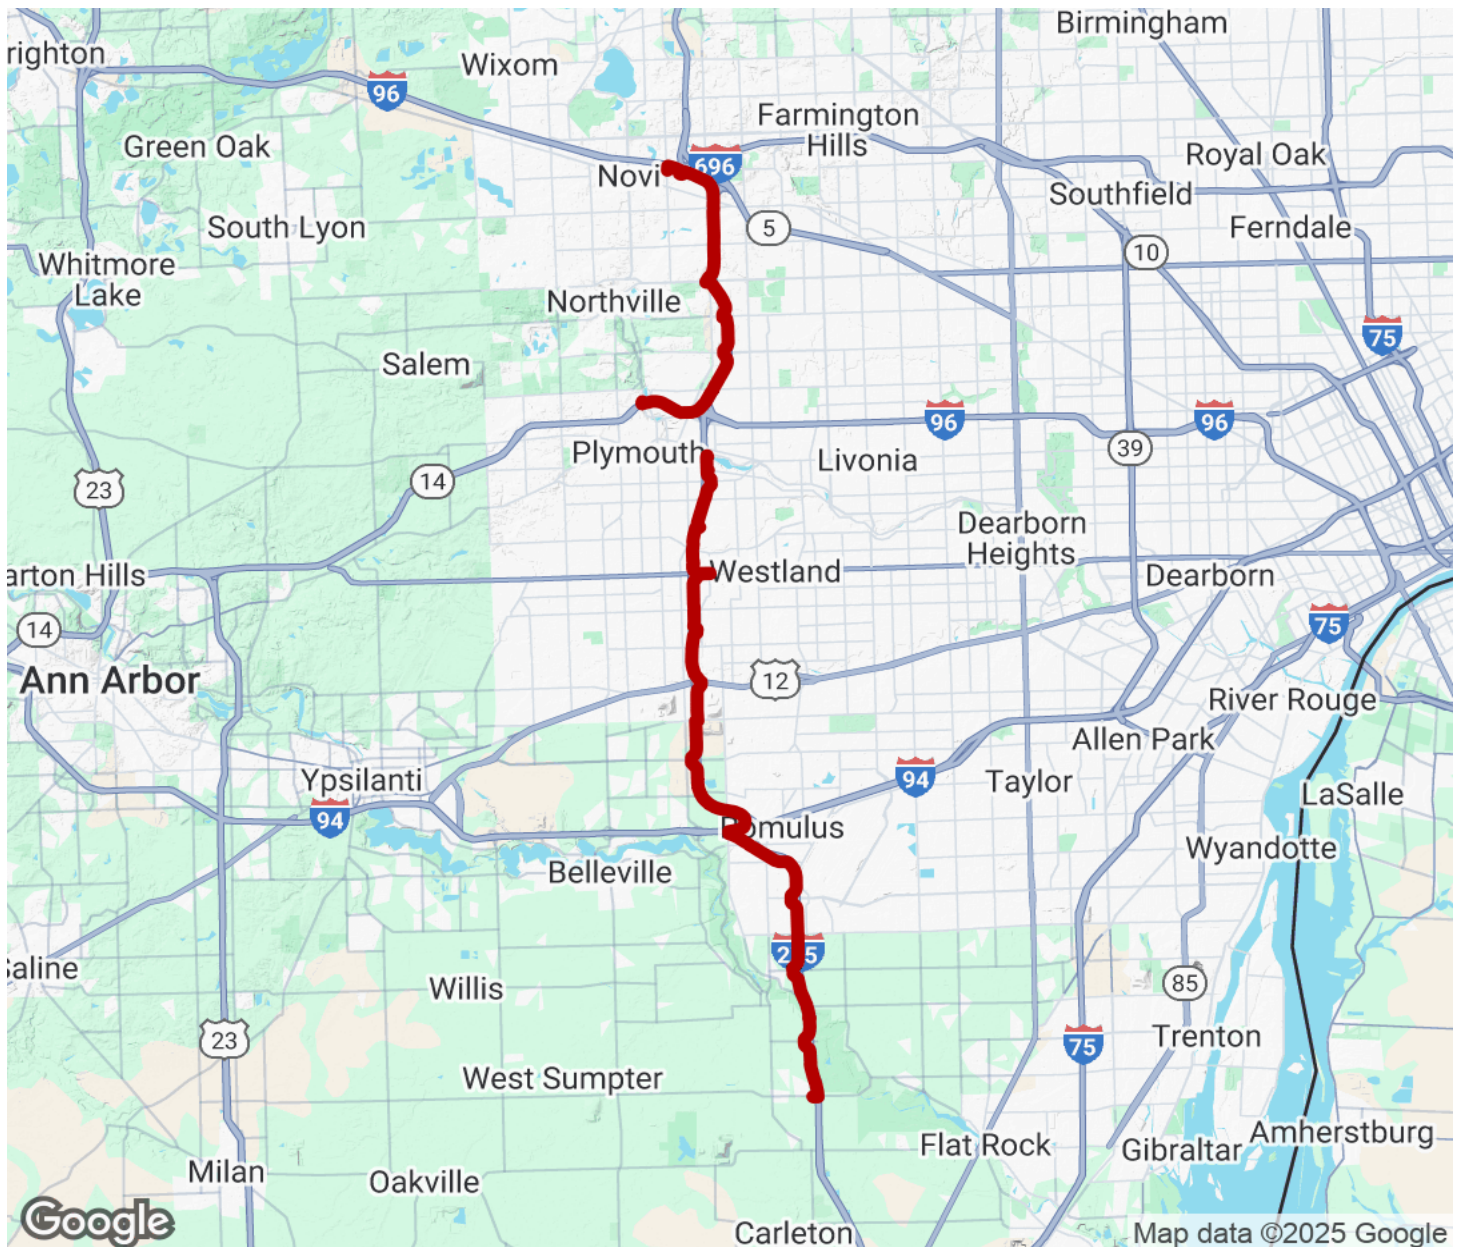 Birmingham
righton
Wixom
96
Farmington
Hills
Green Oak
Royal Oak
696
Novi
Southfield
South Lyon
5
Ferndale
10
Whitmore
Lake
Northville
75
Salem
96
96
39
Plymouth
Livonia
14
23
Dearborn
Heights
arton Hills
Westland
Dearborn
14
75
Ann Arbor
12
River Rouge
Allen Park
Ypsilanti
94
Taylor
LaSalle
94
Romulus
Wyandotte
Belleville
275
Saline
Willis
85
23
Trenton
75
West Sumpter
Flat Rock
Gibraltar
Amherstburg
Milan
Oakville
Google
Carleton
Map data ©2025 Google